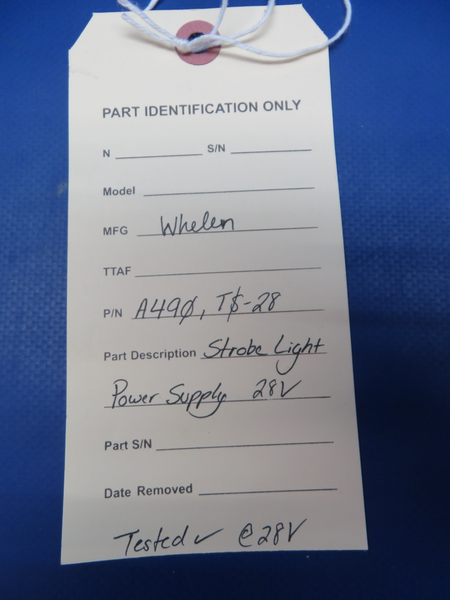 PART IDENTIFICATION ONLY
N S/N
Model
MFG Whelen
TTAF
P/N A490, TS-28
Part Description Strobe Light
Power Supply 28V
Part S/N
Date Removed
Tested ✓ @28V